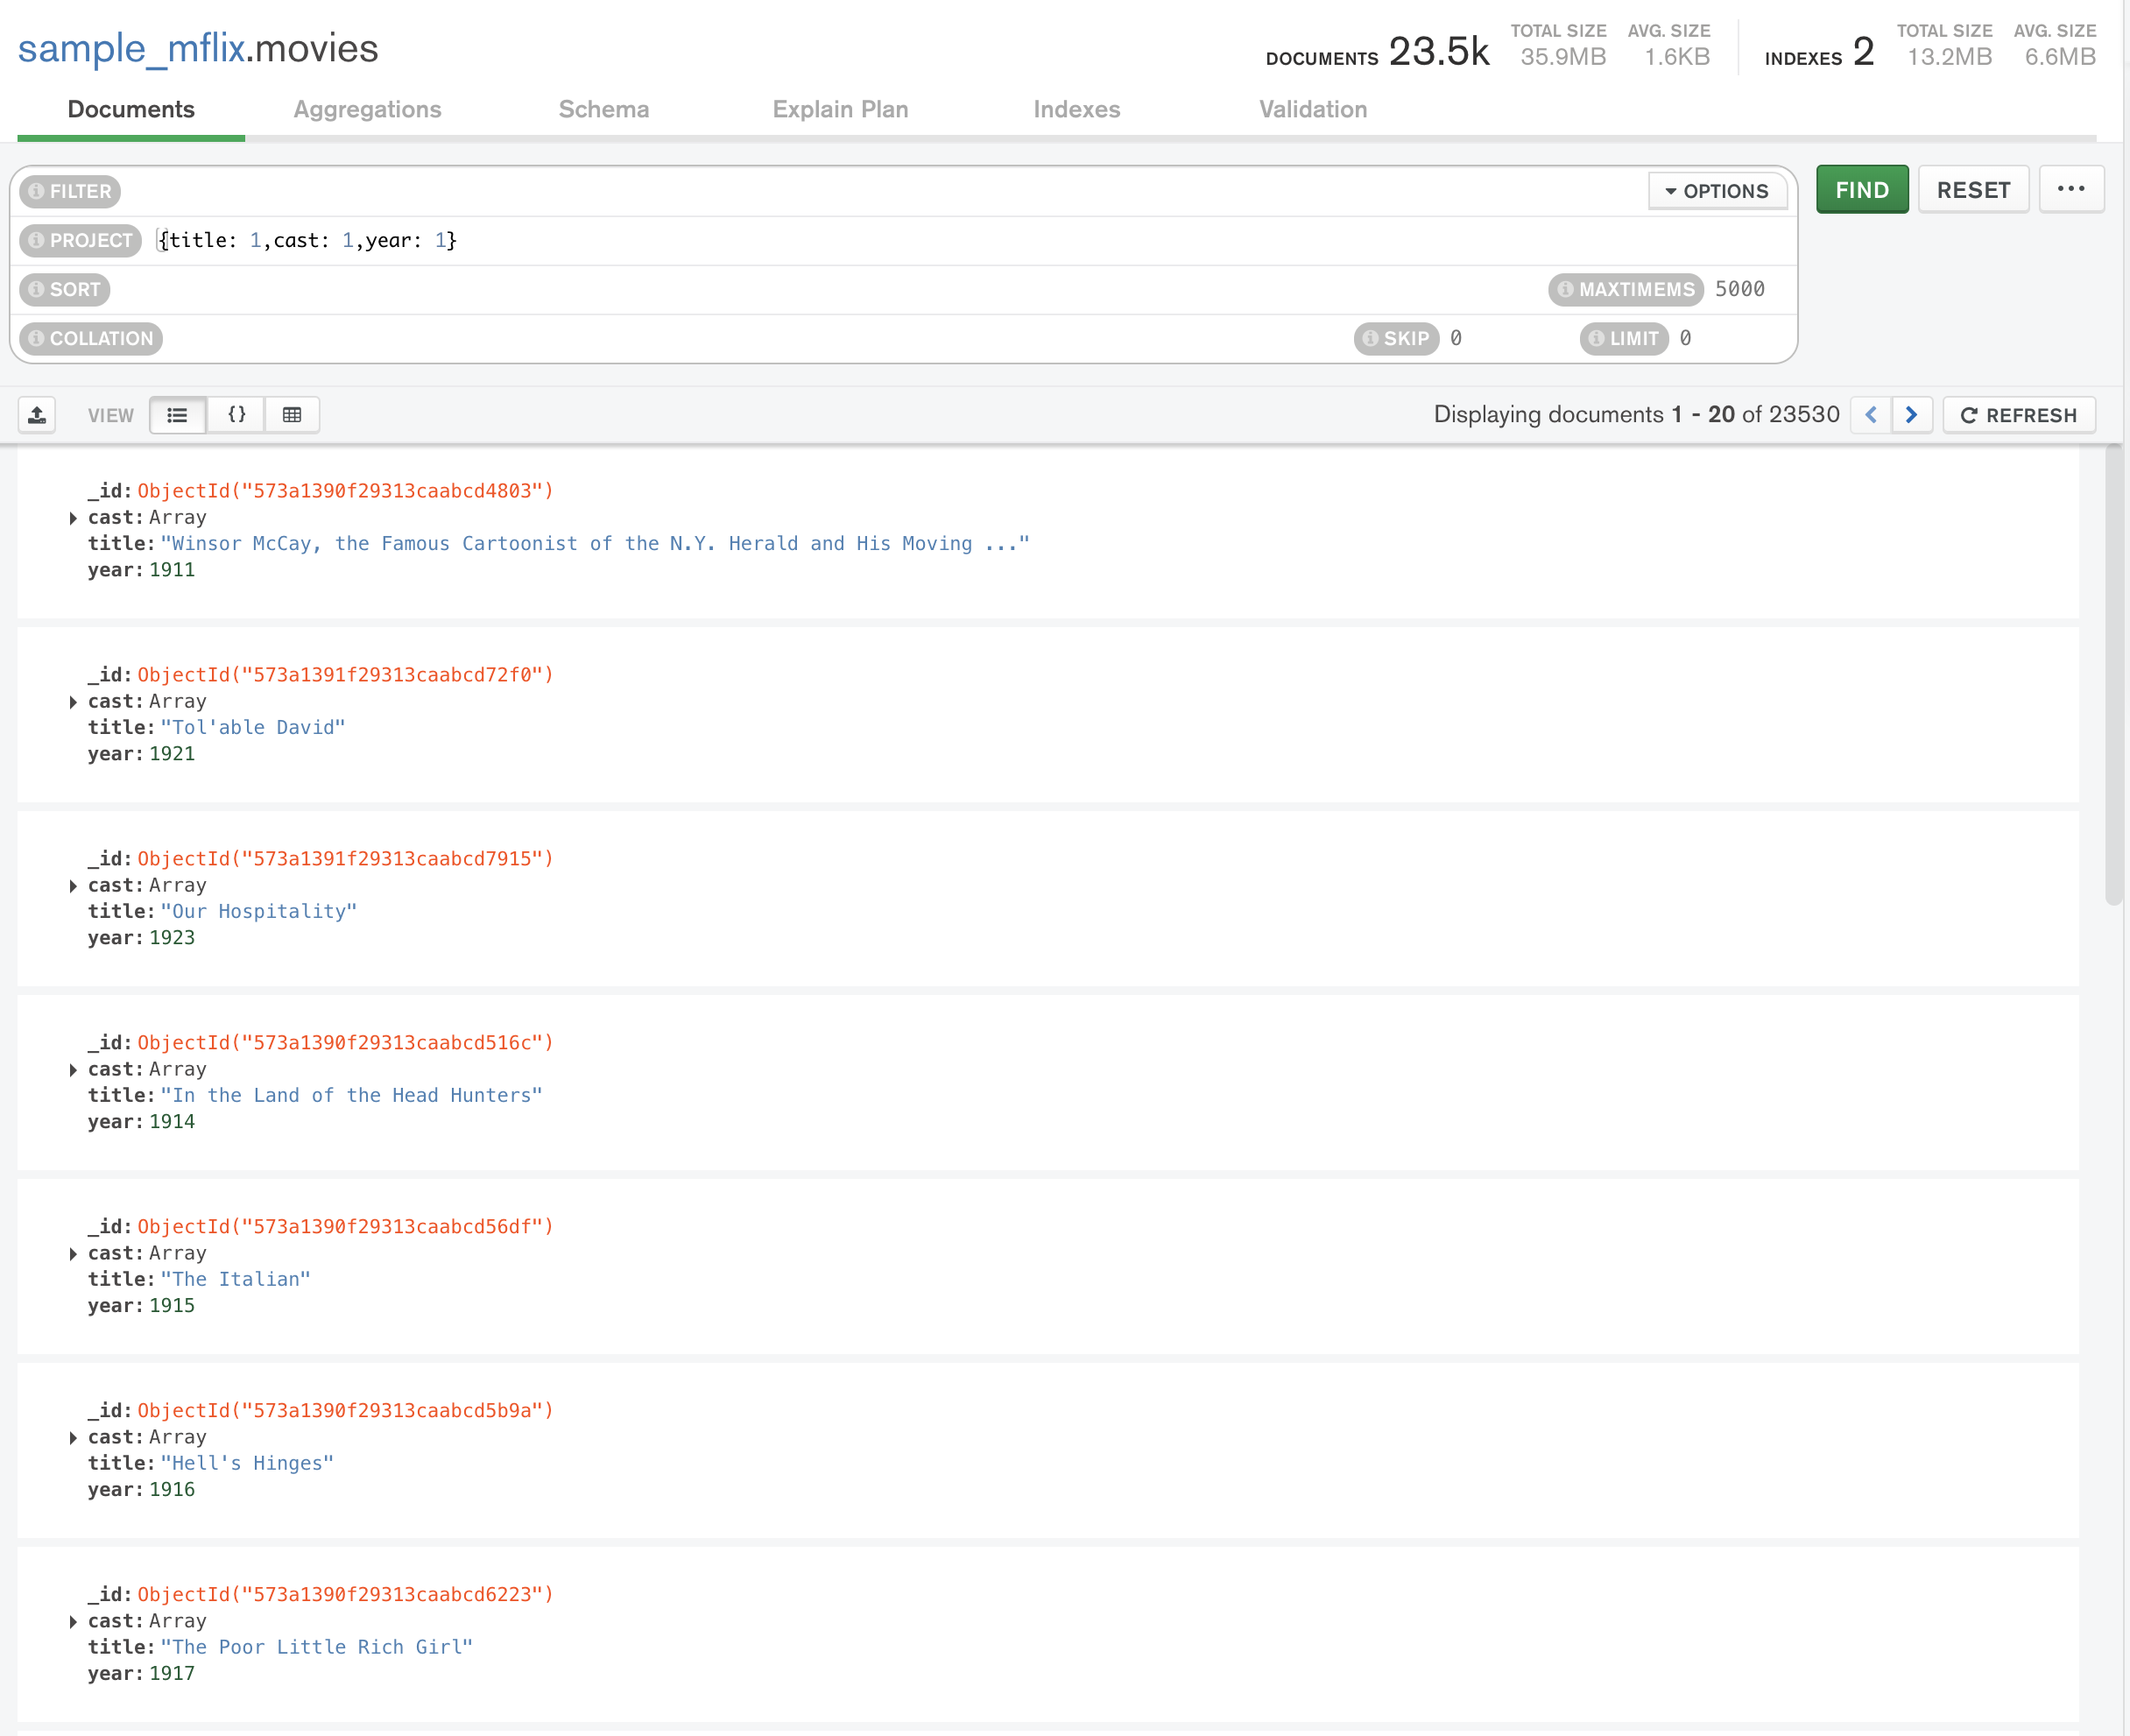 sample_mflix.movies
DOCUMENTS 23.5k TOTAL SIZE 35.9MB AVG. SIZE 1.6KB INDEXES 2 TOTAL SIZE 13.2MB AVG. SIZE 6.6MB
Documents Aggregations Schema Explain Plan Indexes Validation
FILTER OPTIONS FIND RESET ...
PROJECT {title: 1,cast: 1,year: 1}
SORT MAXTIMEMS 5000
COLLATION SKIP 0 LIMIT 0
VIEW {} Displaying documents 1 - 20 of 23530 < > REFRESH
_id: ObjectId("573a1390f29313caabcd4803")
cast: Array
title: "Winsor McCay, the Famous Cartoonist of the N.Y. Herald and His Moving ..."
year: 1911
_id: ObjectId("573a1391f29313caabcd72f0")
cast: Array
title: "Tol'able David"
year: 1921
_id: ObjectId("573a1391f29313caabcd7915")
cast: Array
title: "Our Hospitality"
year: 1923
_id: ObjectId("573a1390f29313caabcd516c")
cast: Array
title: "In the Land of the Head Hunters"
year: 1914
_id: ObjectId("573a1390f29313caabcd56df")
cast: Array
title: "The Italian"
year: 1915
_id: ObjectId("573a1390f29313caabcd5b9a")
cast: Array
title: "Hell's Hinges"
year: 1916
_id: ObjectId("573a1390f29313caabcd6223")
cast: Array
title: "The Poor Little Rich Girl"
year: 1917